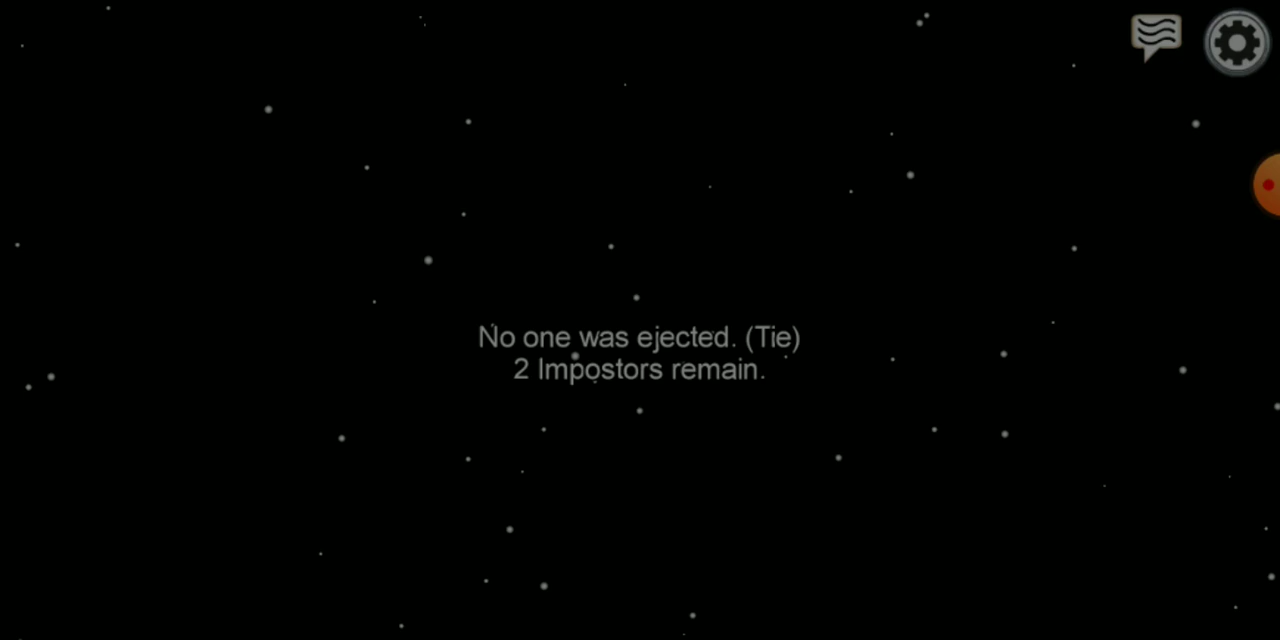 No one was ejected. (Tie)
2 Impostors remain.